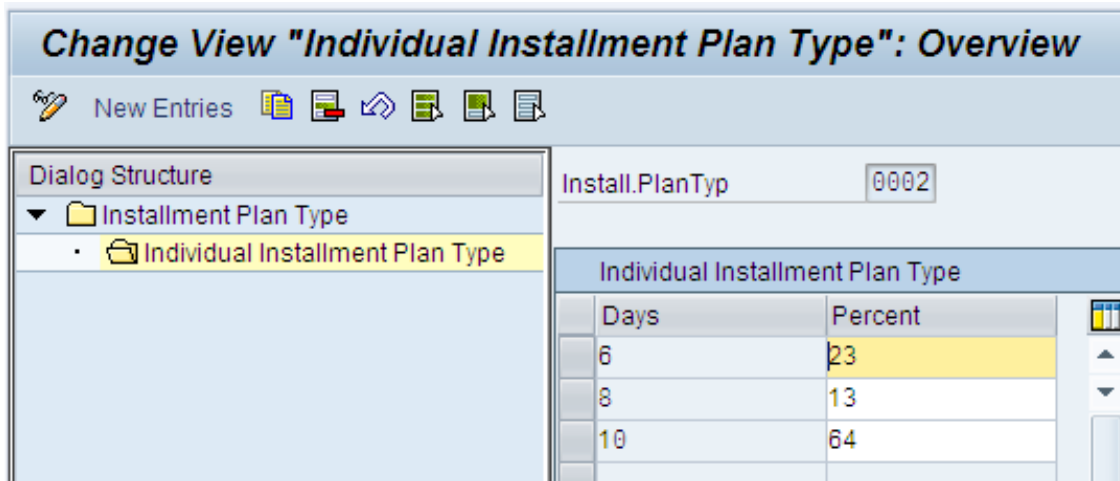 Change View "Individual Installment Plan Type": Overview
New Entries
Dialog Structure
Installment Plan Type
Individual Installment Plan Type
Install.PlanTyp 0002
Individual Installment Plan Type
Days Percent
6 23
8 13
10 64